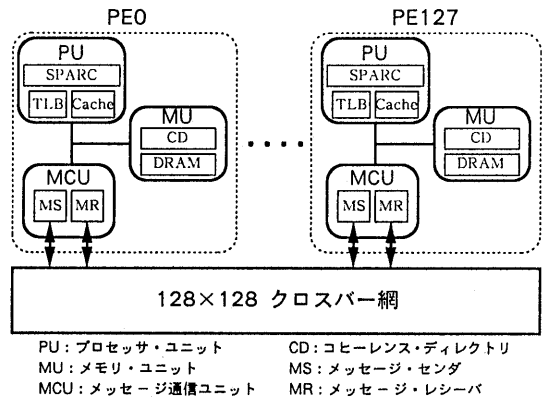 PE0
PE127
PU
SPARC
TLB Cache
MU
CD
DRAM
MCU
MS MR
PU
SPARC
TLB Cache
MU
CD
DRAM
MCU
MS MR
128×128 クロスバー網
PU:プロセッサ・ユニット
MU:メモリ・ユニット
MCU:メッセージ通信ユニット
CD:コヒーレンス・ディレクトリ
MS:メッセージ・センダ
MR:メッセージ・レシーバ